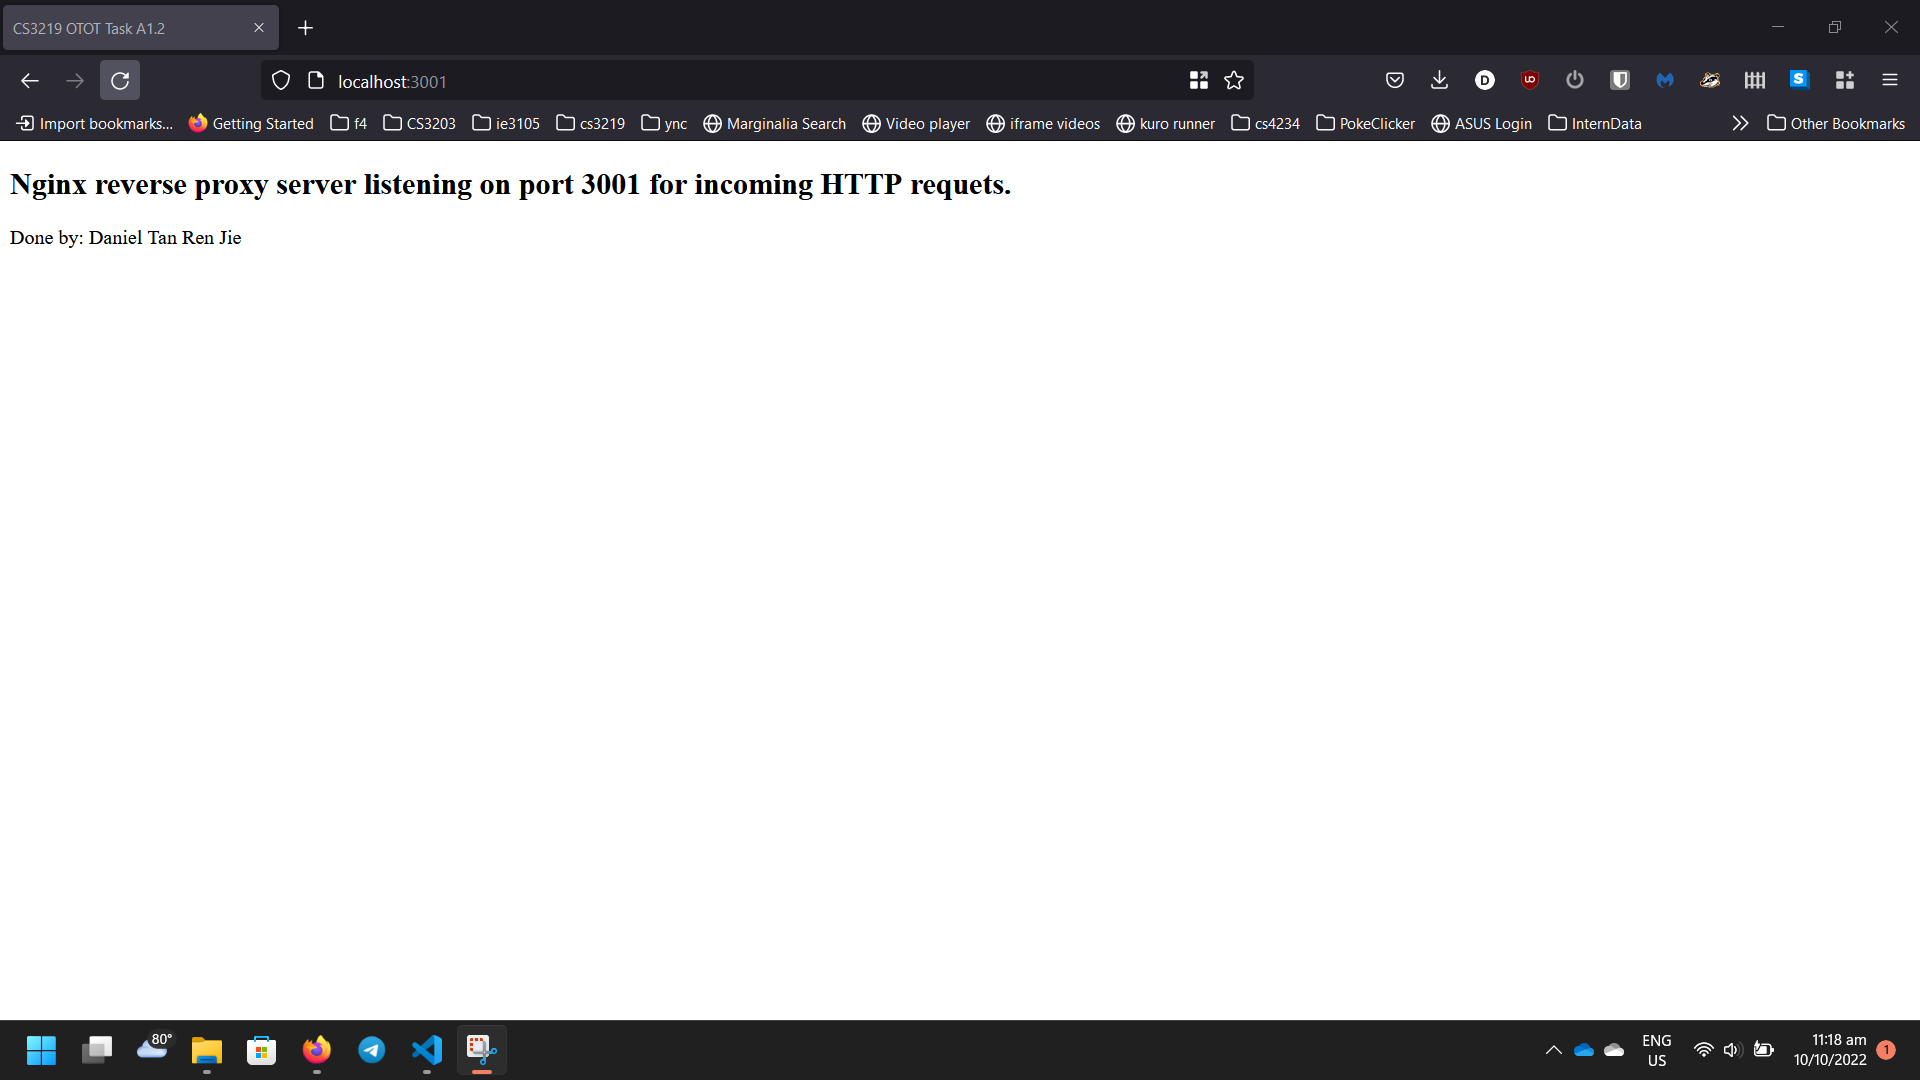 CS3219 OTOT Task A1.2
localhost:3001
Import bookmarks... Getting Started f4 CS3203 ie3105 cs3219 ync Marginalia Search Video player iframe videos kuro runner cs4234 PokeClicker ASUS Login InternData Other Bookmarks
Nginx reverse proxy server listening on port 3001 for incoming HTTP requets.
Done by: Daniel Tan Ren Jie
80°
ENG
US
11:18 am
10/10/2022
1